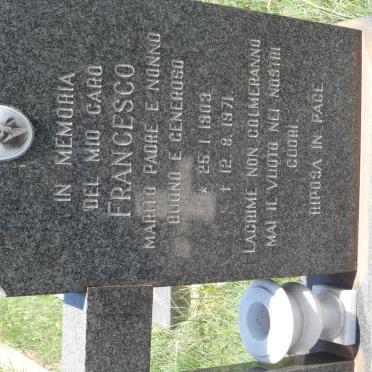 IN MEMORIA
DEL MIO CARO
FRANCESCO
MARITO PADRE E NONNO
BUONO E GENEROSO
* 25.1.1903
+ 12.8.1971
LACRIME NON COLMERANNO
MAI IL VUOTO NEI NOSTRI
CUORI
RIPOSA IN PACE